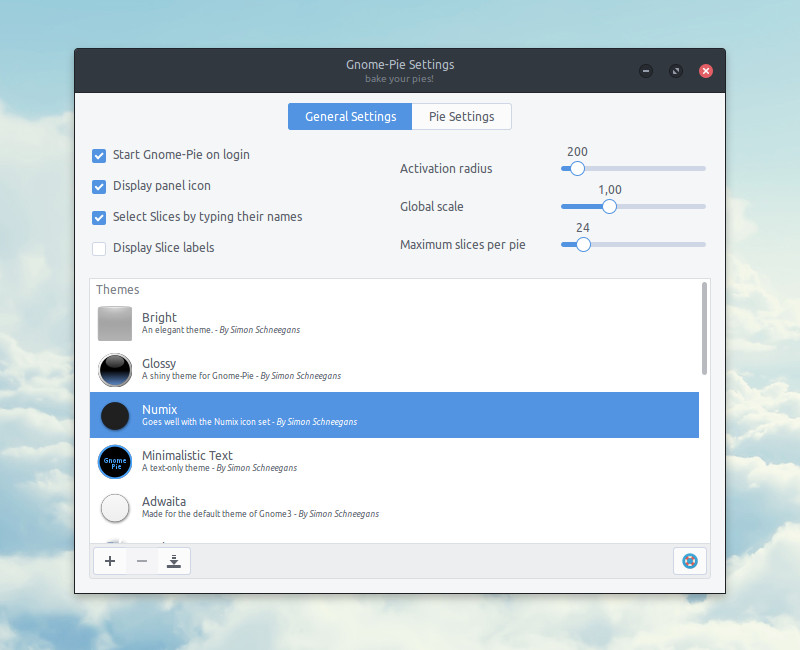 Gnome-Pie Settings
bake your pies!
General Settings
Pie Settings
Start Gnome-Pie on login
Display panel icon
Select Slices by typing their names
Display Slice labels
200
Activation radius
1,00
Global scale
24
Maximum slices per pie
Themes
Bright
An elegant theme. - By Simon Schneegans
Glossy
A shiny theme for Gnome-Pie - By Simon Schneegans
Numix
Goes well with the Numix icon set - By Simon Schneegans
Gnome
Pie
Minimalistic Text
A text-only theme - By Simon Schneegans
Adwaita
Made for the default theme of Gnome3 - By Simon Schneegans